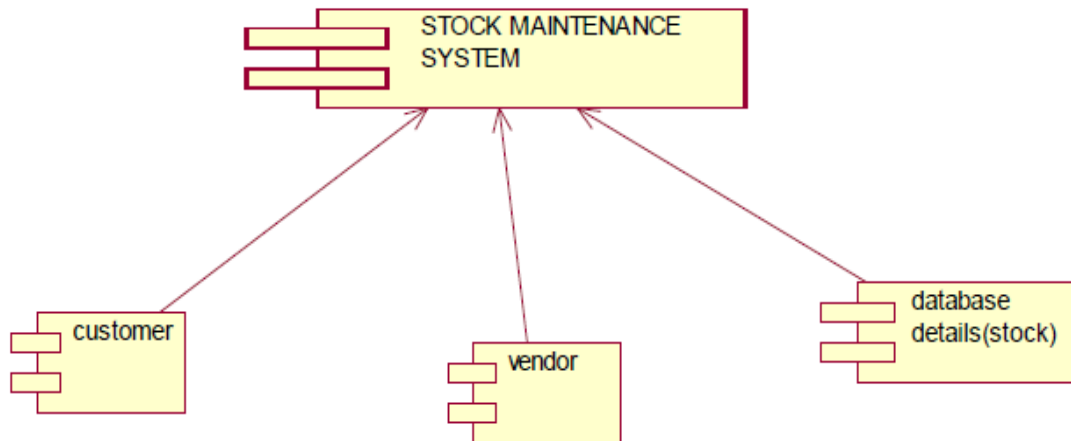 STOCK MAINTENANCE
SYSTEM
customer
vendor
database
details(stock)